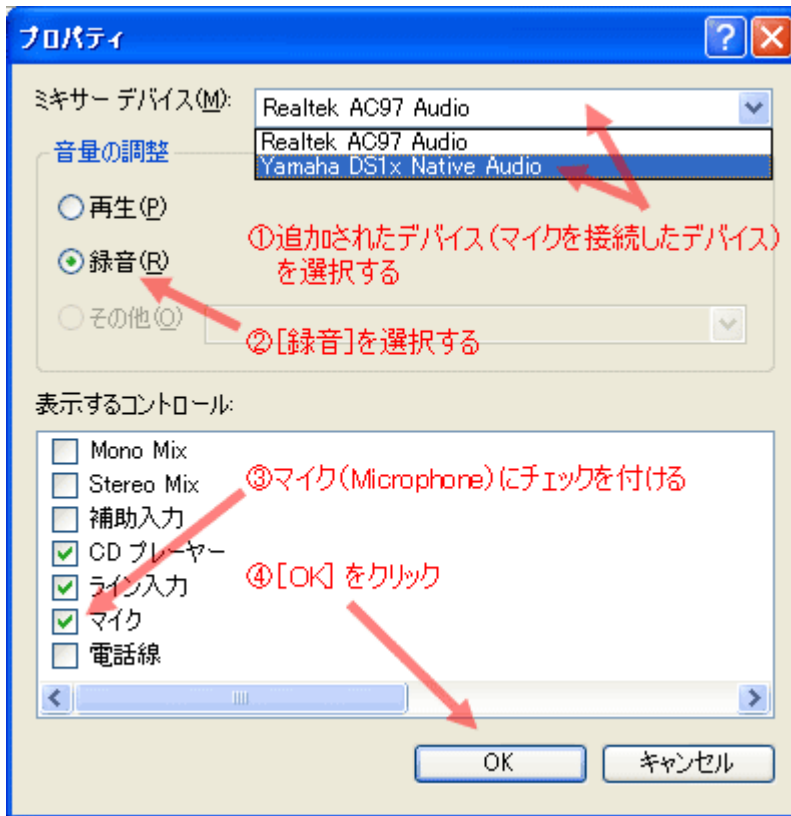 プロパティ
ミキサー デバイス(M):
Realtek AC97 Audio
Realtek AC97 Audio
Yamaha DS1x Native Audio
音量の調整
再生(P)
録音(R)
その他(O)
①追加されたデバイス(マイクを接続したデバイス)
を選択する
②[録音]を選択する
表示するコントロール:
Mono Mix
Stereo Mix
補助入力
CD プレーヤー
ライン入力
マイク
電話線
③マイク(Microphone)にチェックを付ける
④[OK] をクリック
OK
キャンセル